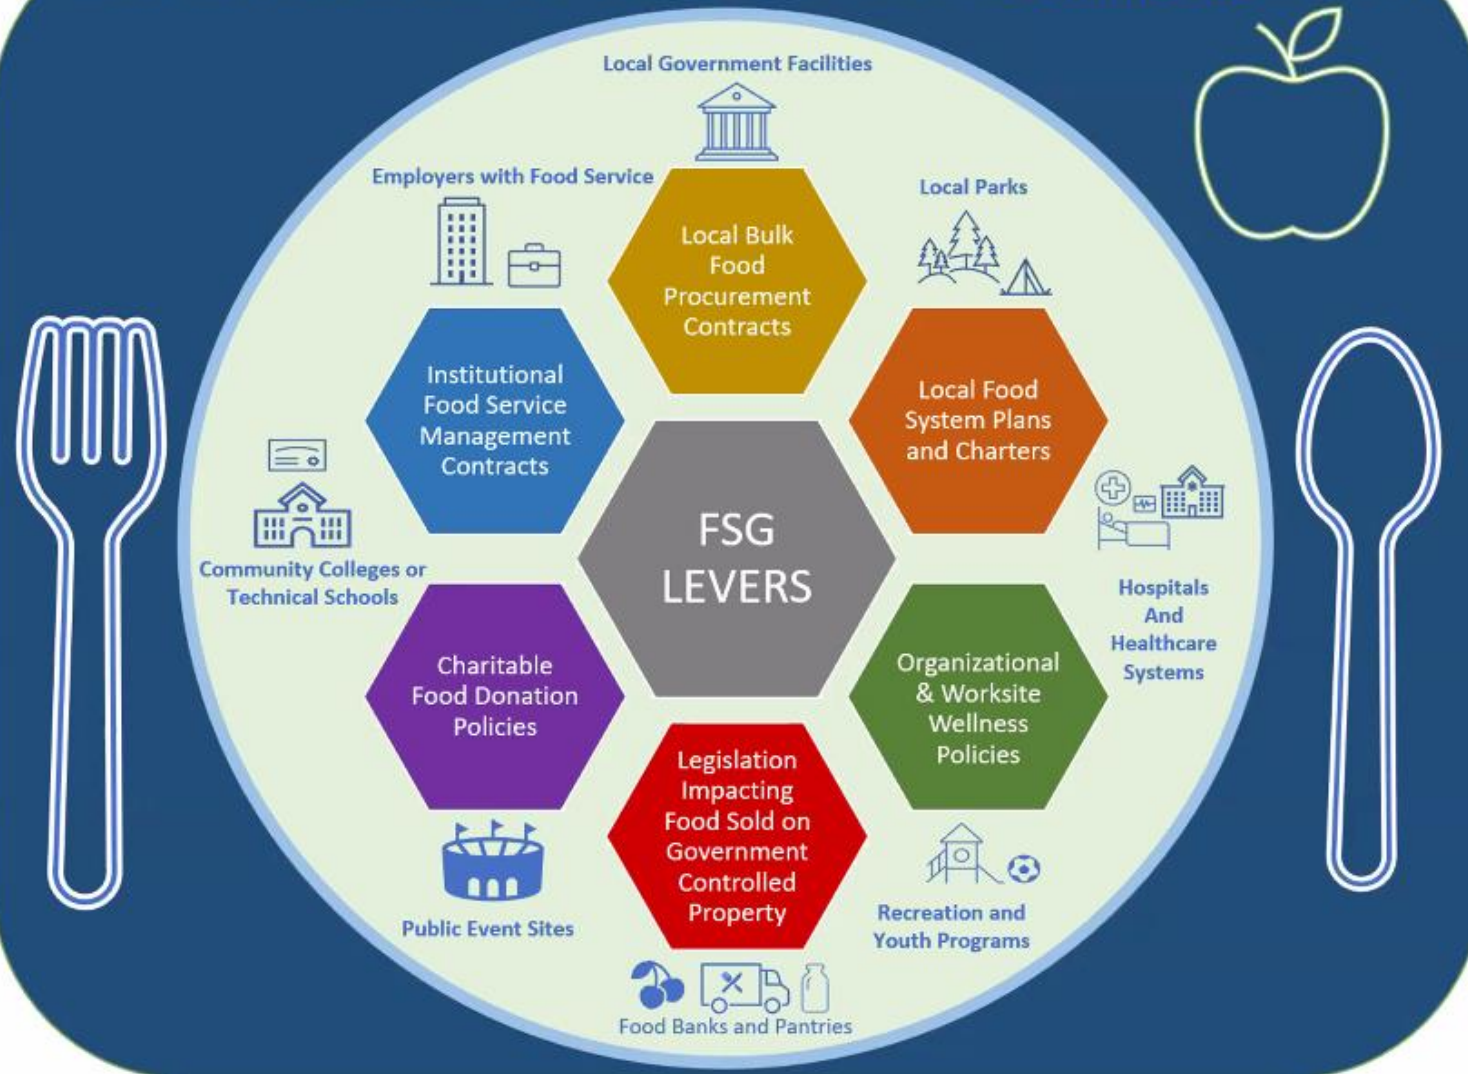 Local Government Facilities
Employers with Food Service
Local Parks
Local Bulk
Food
Procurement
Contracts
Institutional
Food Service
Management
Contracts
Local Food
System Plans
and Charters
FSG
LEVERS
Community Colleges or
Technical Schools
Hospitals
And
Healthcare
Systems
Charitable
Food Donation
Policies
Organizational
& Worksite
Wellness
Policies
Legislation
Impacting
Food Sold on
Government
Controlled
Property
Public Event Sites
Recreation and
Youth Programs
Food Banks and Pantries